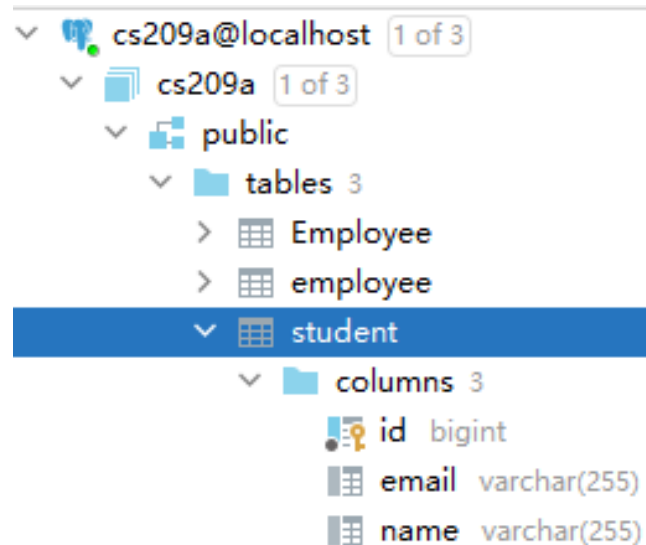 cs209a@localhost 1 of 3
cs209a 1 of 3
public
tables 3
Employee
employee
student
columns 3
id bigint
email varchar(255)
name varchar(255)